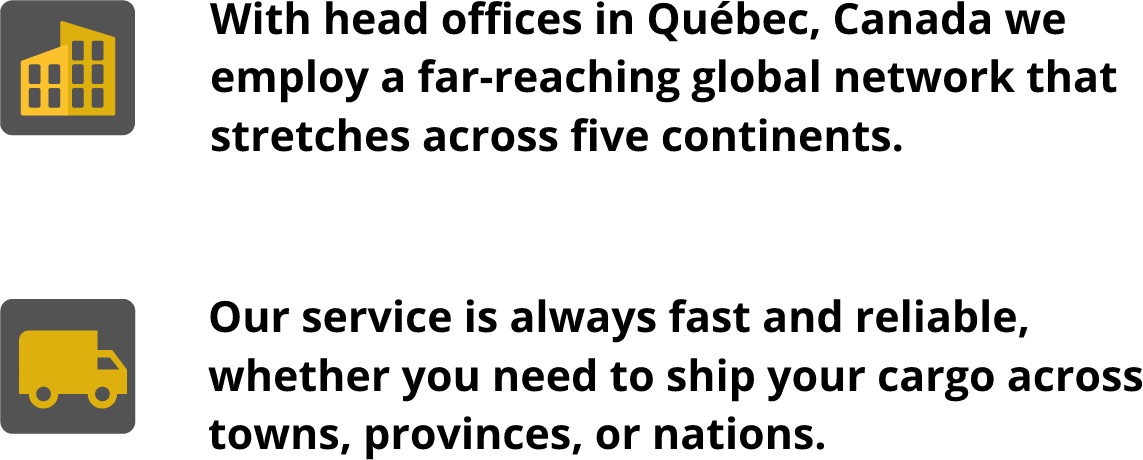 With head offices in Québec, Canada we
employ a far-reaching global network that
stretches across five continents.
Our service is always fast and reliable,
whether you need to ship your cargo across
towns, provinces, or nations.